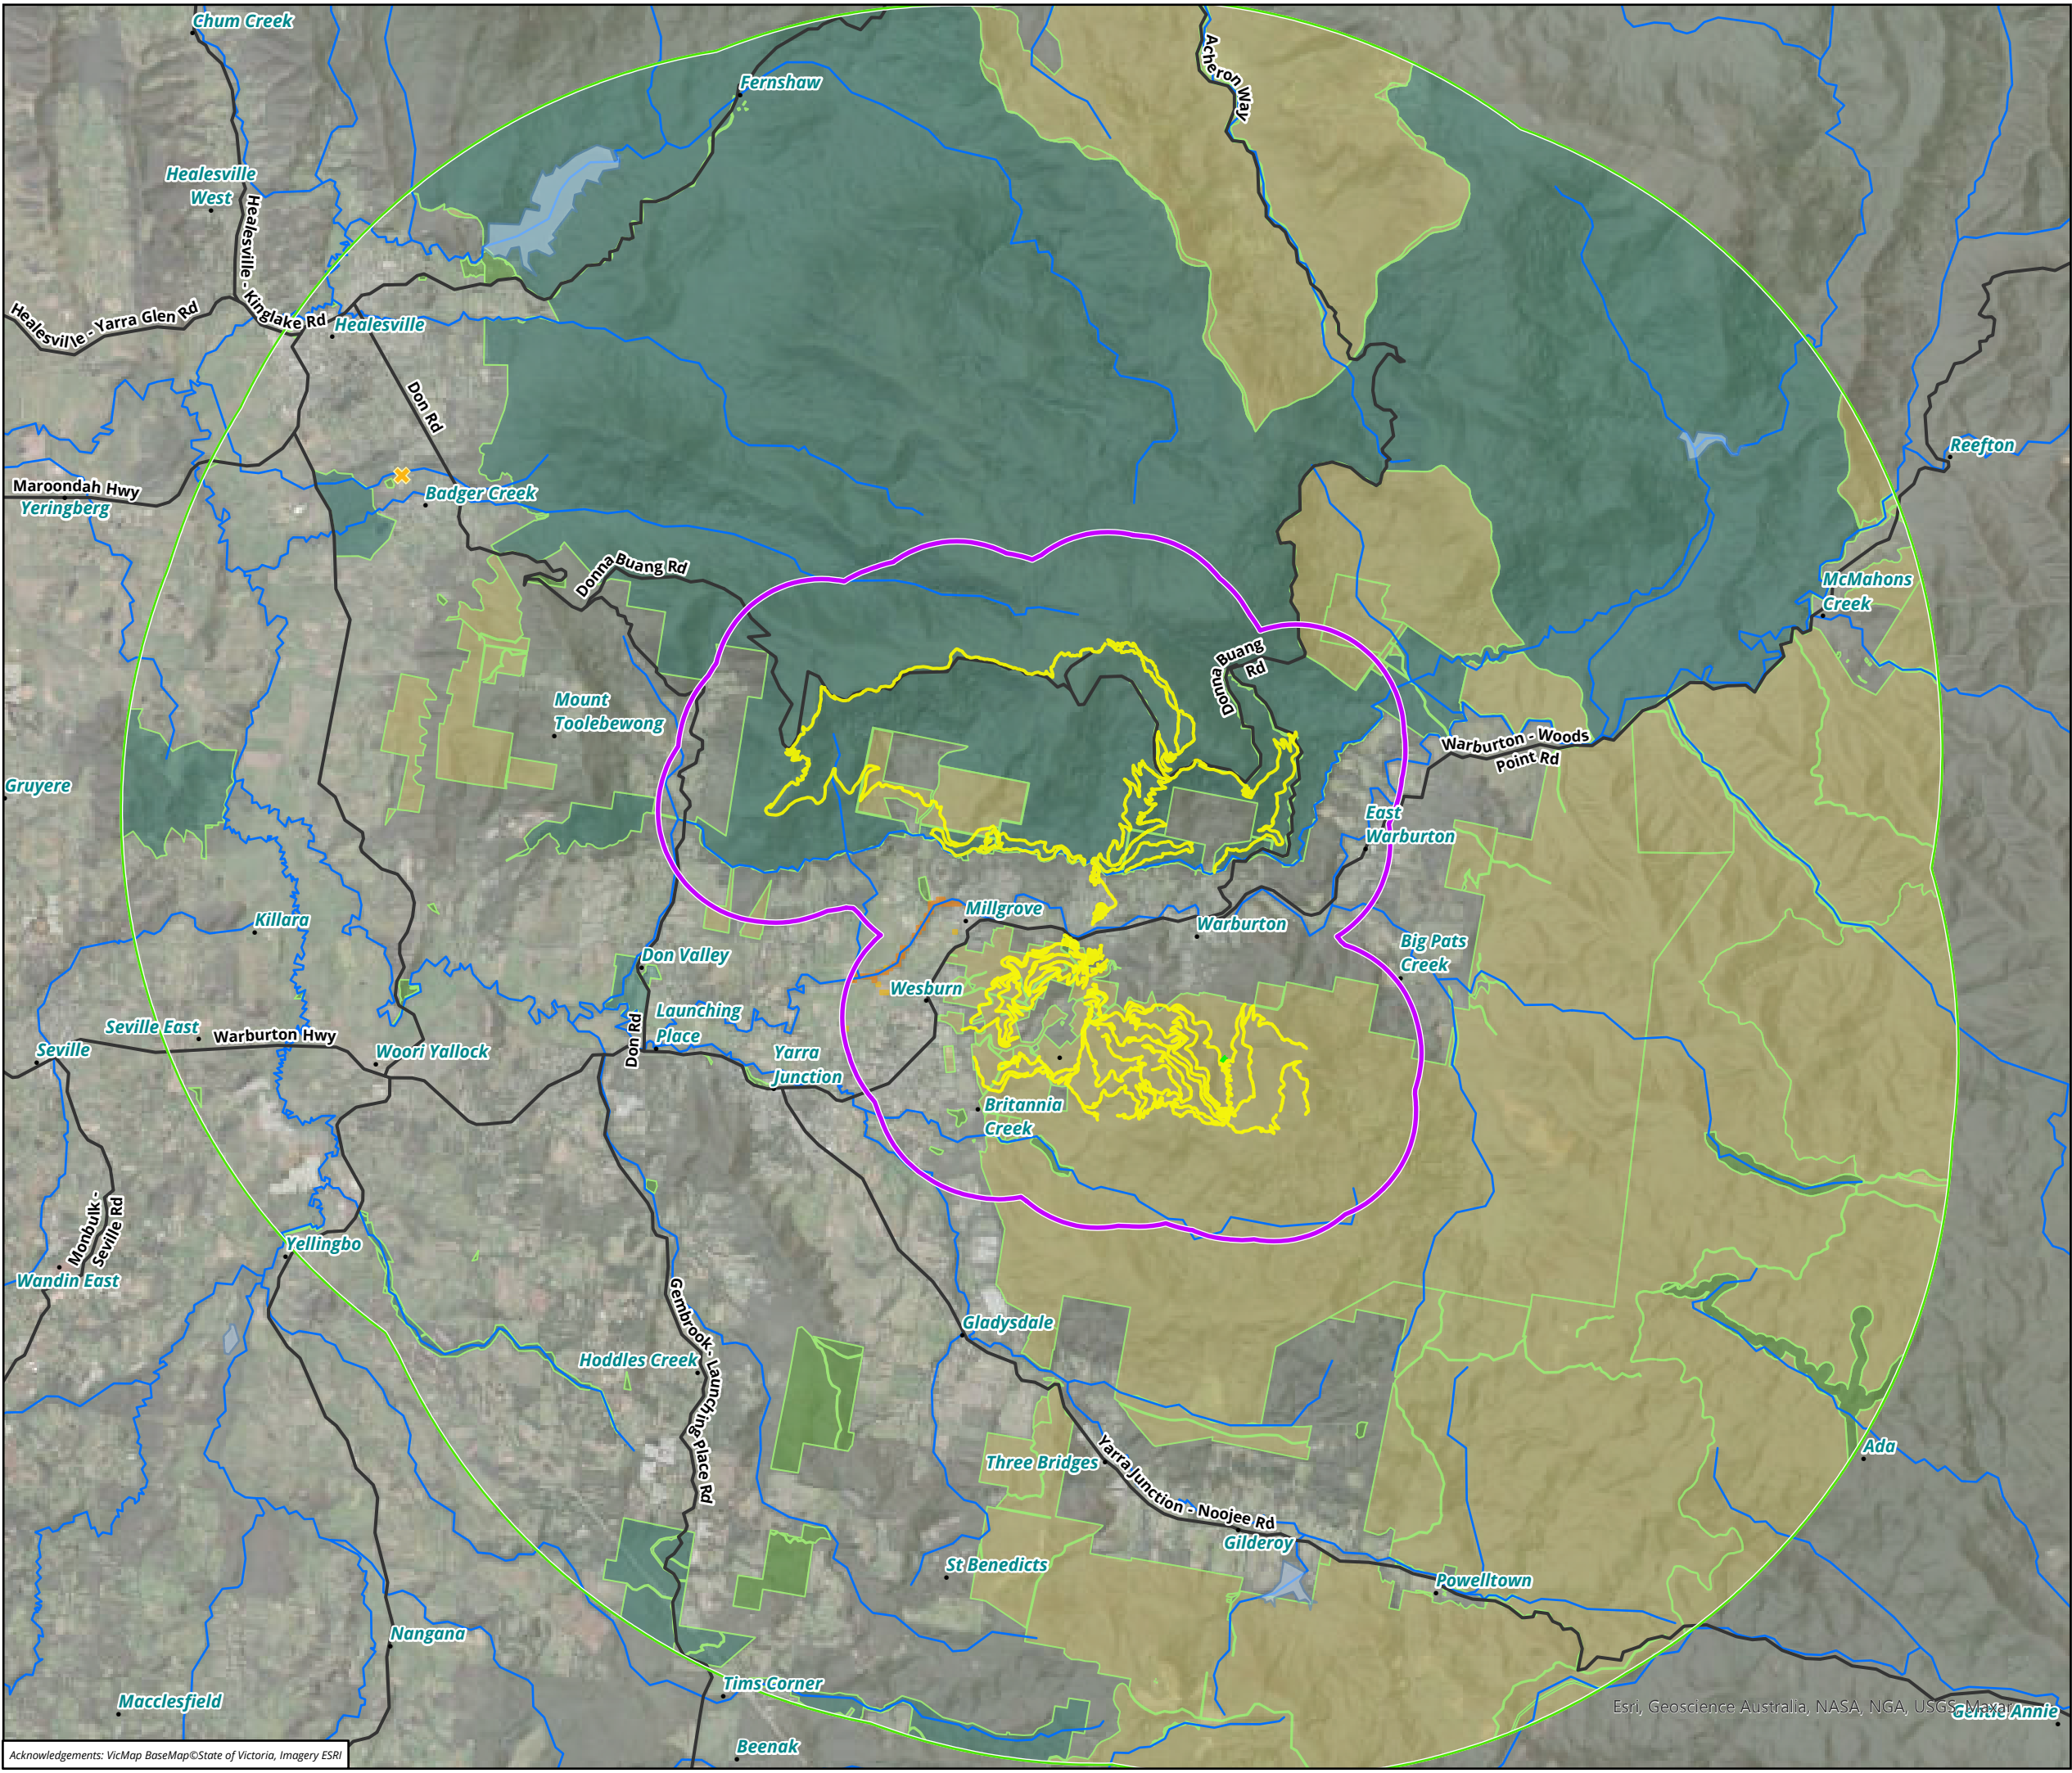 Chum Creek
Fernshaw
Acheron Way
Healesville
West
Healesville - Kinglake Rd
Healesville - Yarra Glen Rd
Healesville
Don Rd
Reefton
Maroondah Hwy
Yeringberg
Badger Creek
Donna Buang Rd
McMahons
Creek
Donna Buang
Rd
Mount
Toolebewong
Warburton - Woods
Point Rd
Gruyere
East
Warburton
Killara
Millgrove
Warburton
Big Pats
Creek
Don Valley
Wesburn
Launching
Place
Seville East
Warburton Hwy
Don Rd
Seville
Woori Yallock
Yarra
Junction
Britannia
Creek
Monbulk -
Seville Rd
Yellingbo
Wandin East
Gembrook - Launching Place Rd
Gladysdale
Hoddles Creek
Ada
Three Bridges
Yarra Junction - Noojee Rd
Gilderoy
St Benedicts
Powelltown
Nangana
Tims Corner
Macclesfield
Esri, Geoscience Australia, NASA, NGA, USGS, Maxar
Gentle Annie
Beenak
Acknowledgements: VicMap BaseMap©State of Victoria, Imagery ESRI